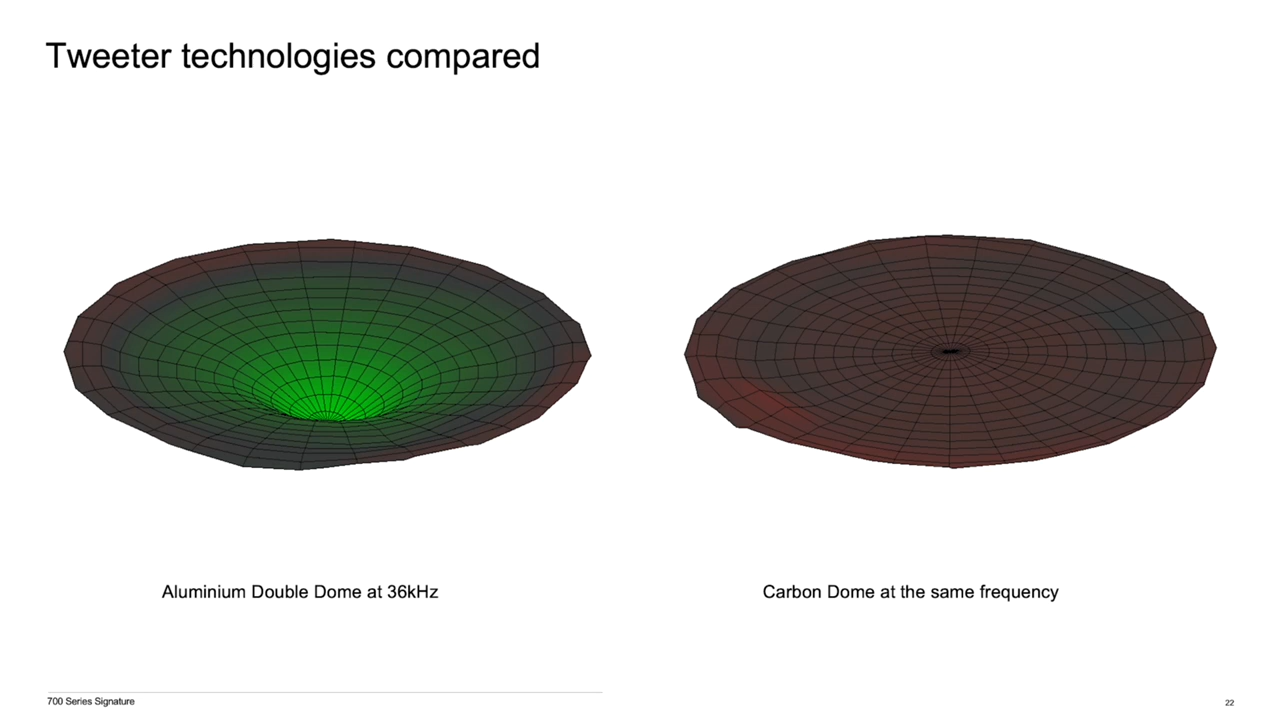 Tweeter technologies compared
Aluminium Double Dome at 36kHz
Carbon Dome at the same frequency
700 Series Signature
22